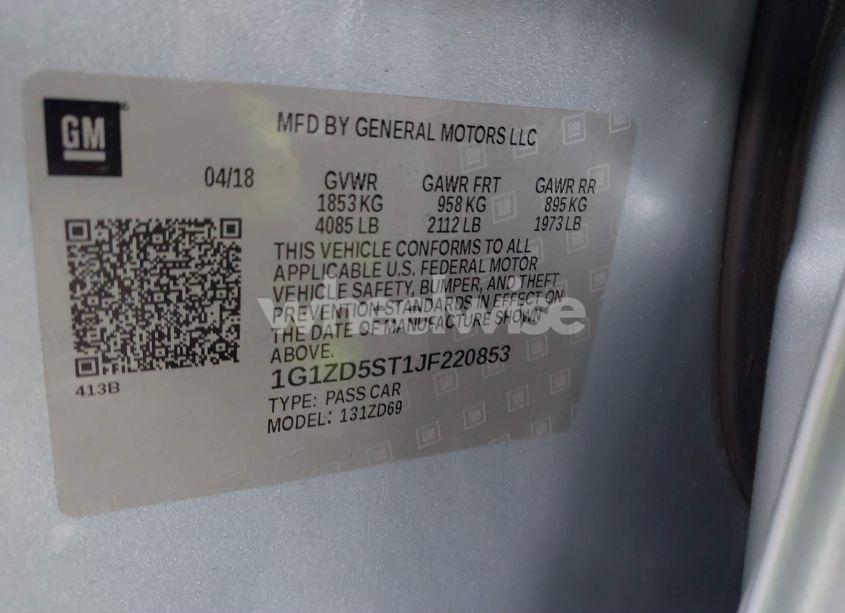 GM
MFD BY GENERAL MOTORS LLC
04/18 GVWR GAWR FRT GAWR RR
1853 KG 958 KG 895 KG
4085 LB 2112 LB 1973 LB
THIS VEHICLE CONFORMS TO ALL
APPLICABLE U.S. FEDERAL MOTOR
VEHICLE SAFETY, BUMPER, AND THEFT
PREVENTION STANDARDS IN EFFECT ON
THE DATE OF MANUFACTURE SHOWN
ABOVE.
413B
1G1ZD5ST1JF220853
TYPE: PASS CAR
MODEL: 131ZD69